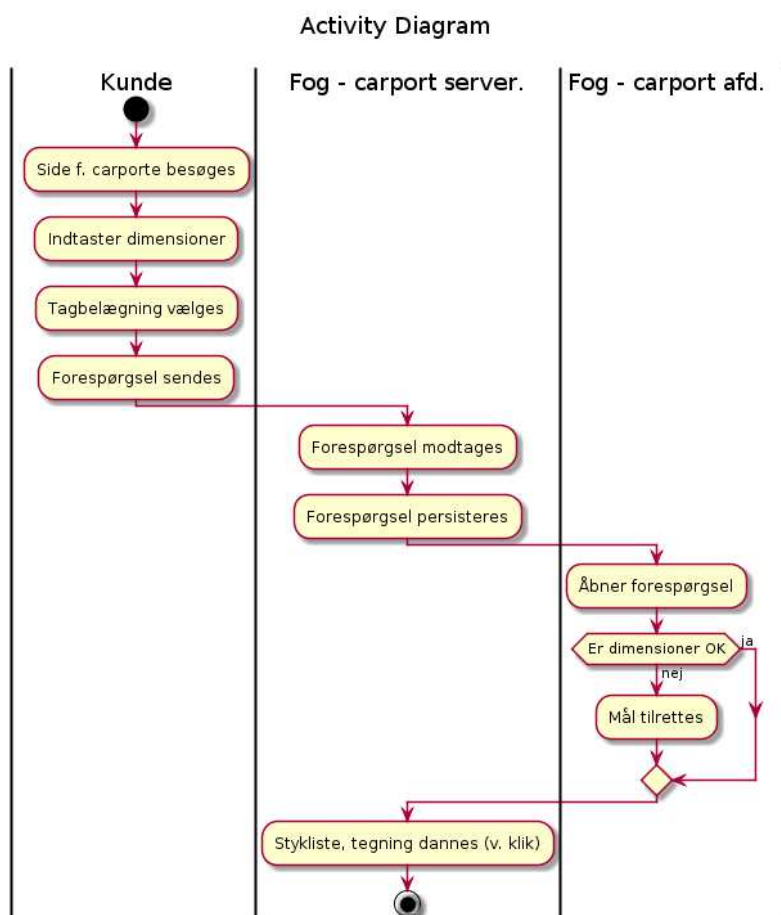 Activity Diagram
Kunde
Fog - carport server.
Fog - carport afd.
Side f. carporte besøges
Indtaster dimensioner
Tagbelægning vælges
Forespørgsel sendes
Forespørgsel modtages
Forespørgsel persisteres
Åbner forespørgsel
Er dimensioner OK
ja
nej
Mål tilrettes
Stykliste, tegning dannes (v. klik)